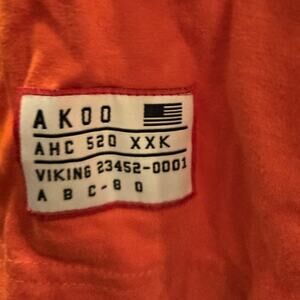 AKOO
AHC 520 XXK
VIKING 23452-0001
A B C - 8 0